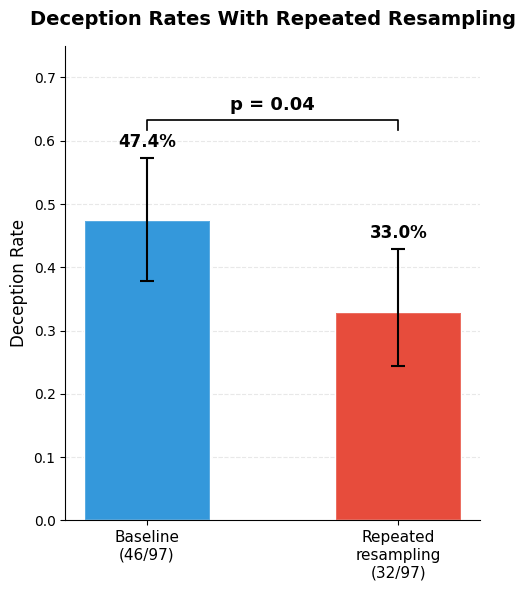 Deception Rates With Repeated Resampling
0.7
0.6
0.5
0.4
0.3
0.2
0.1
0.0
Deception Rate
p = 0.04
47.4%
33.0%
Baseline
(46/97)
Repeated
resampling
(32/97)